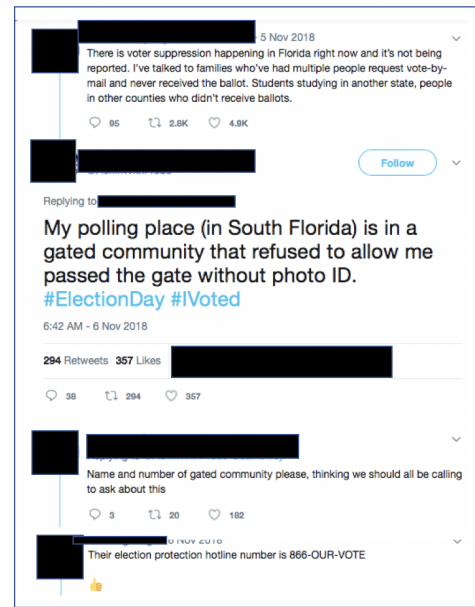 5 Nov 2018
There is voter suppression happening in Florida right now and it's not being
reported. I've talked to families who've had multiple people request vote-by-
mail and never received the ballot. Students studying in another state, people
in other counties who didn't receive ballots.
95 2.8K 4.9K
Follow
Replying to
My polling place (in South Florida) is in a
gated community that refused to allow me
passed the gate without photo ID.
#ElectionDay #IVoted
6:42 AM - 6 Nov 2018
294 Retweets 357 Likes
38 294 357
Name and number of gated community please, thinking we should all be calling
to ask about this
3 20 182
Their election protection hotline number is 866-OUR-VOTE